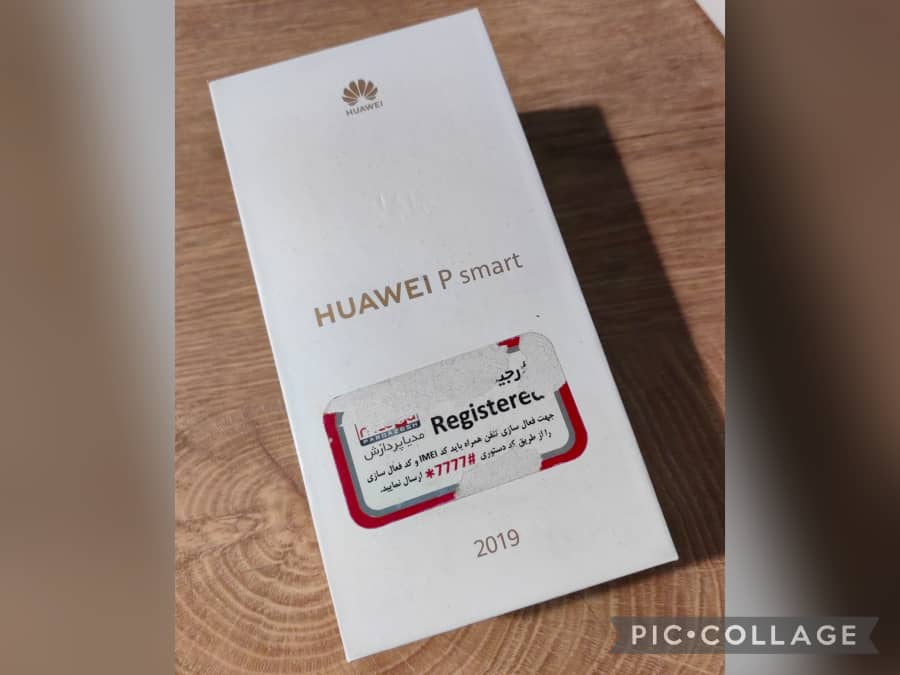 HUAWEI
HUAWEI P smart
Registered
PARDAZESH
مدیاپردازش
جهت فعال سازی تلفن همراه باید کد IMEI و کد فعال سازی
را از طریق کد دستوری #7777* ارسال نمایید.
2019
PIC•COLLAGE